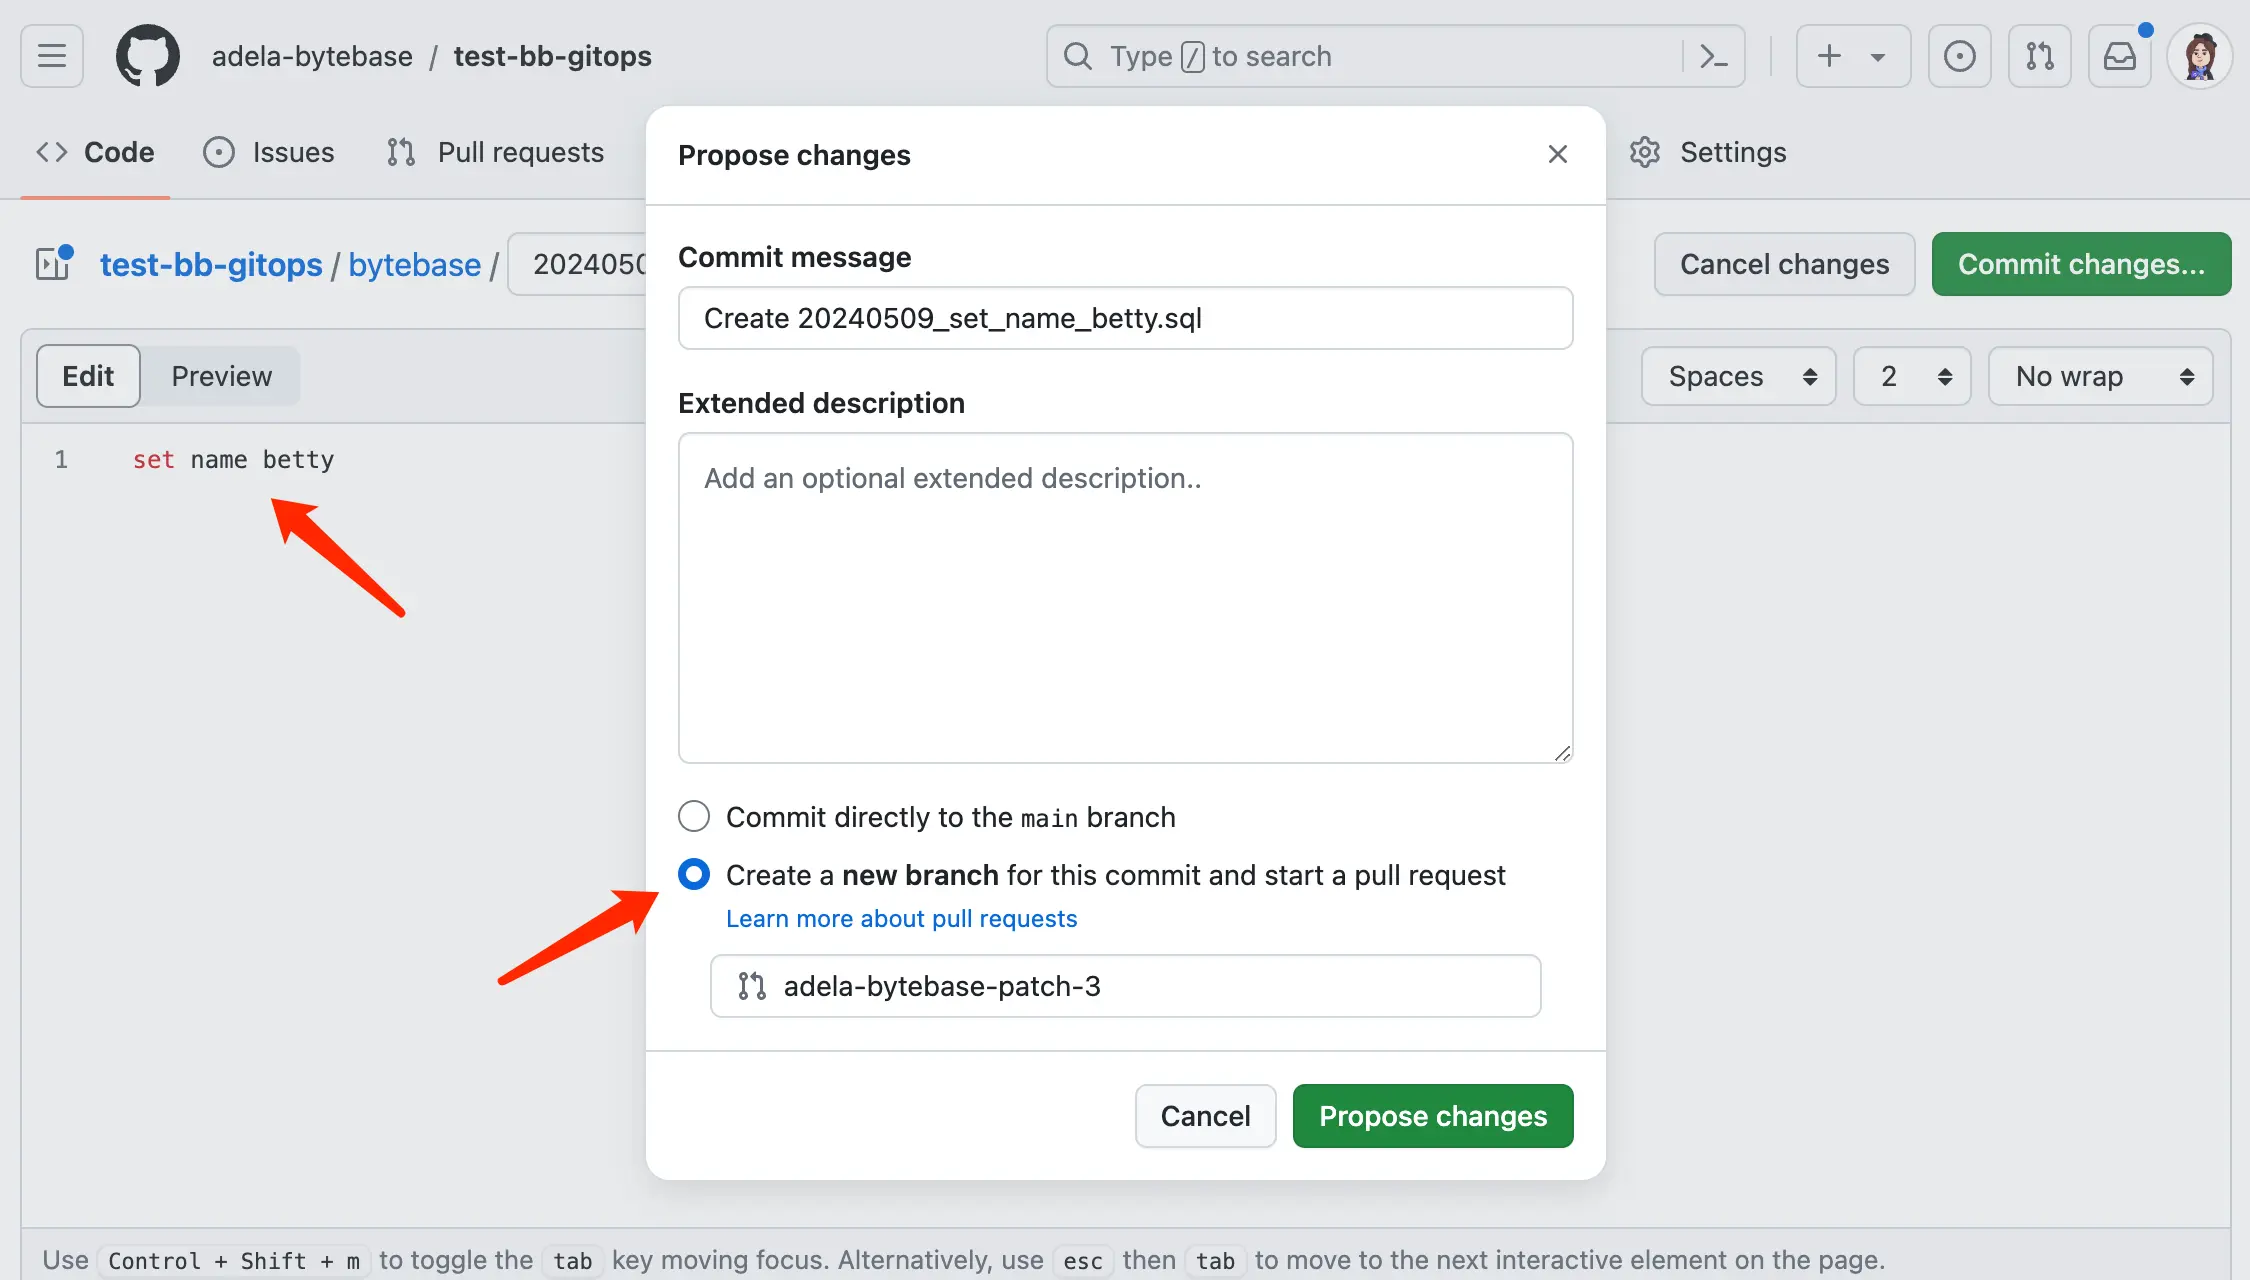 adela-bytebase / test-bb-gitops
Type / to search
Code
Issues
Pull requests
Settings
Propose changes
test-bb-gitops / bytebase /
2024050
Cancel changes
Commit changes...
Commit message
Create 20240509_set_name_betty.sql
Edit
Preview
Spaces
2
No wrap
Extended description
Add an optional extended description..
1 set name betty
Commit directly to the main branch
Create a new branch for this commit and start a pull request
Learn more about pull requests
adela-bytebase-patch-3
Cancel
Propose changes
Use Control + Shift + m to toggle the tab key moving focus. Alternatively, use esc then tab to move to the next interactive element on the page.